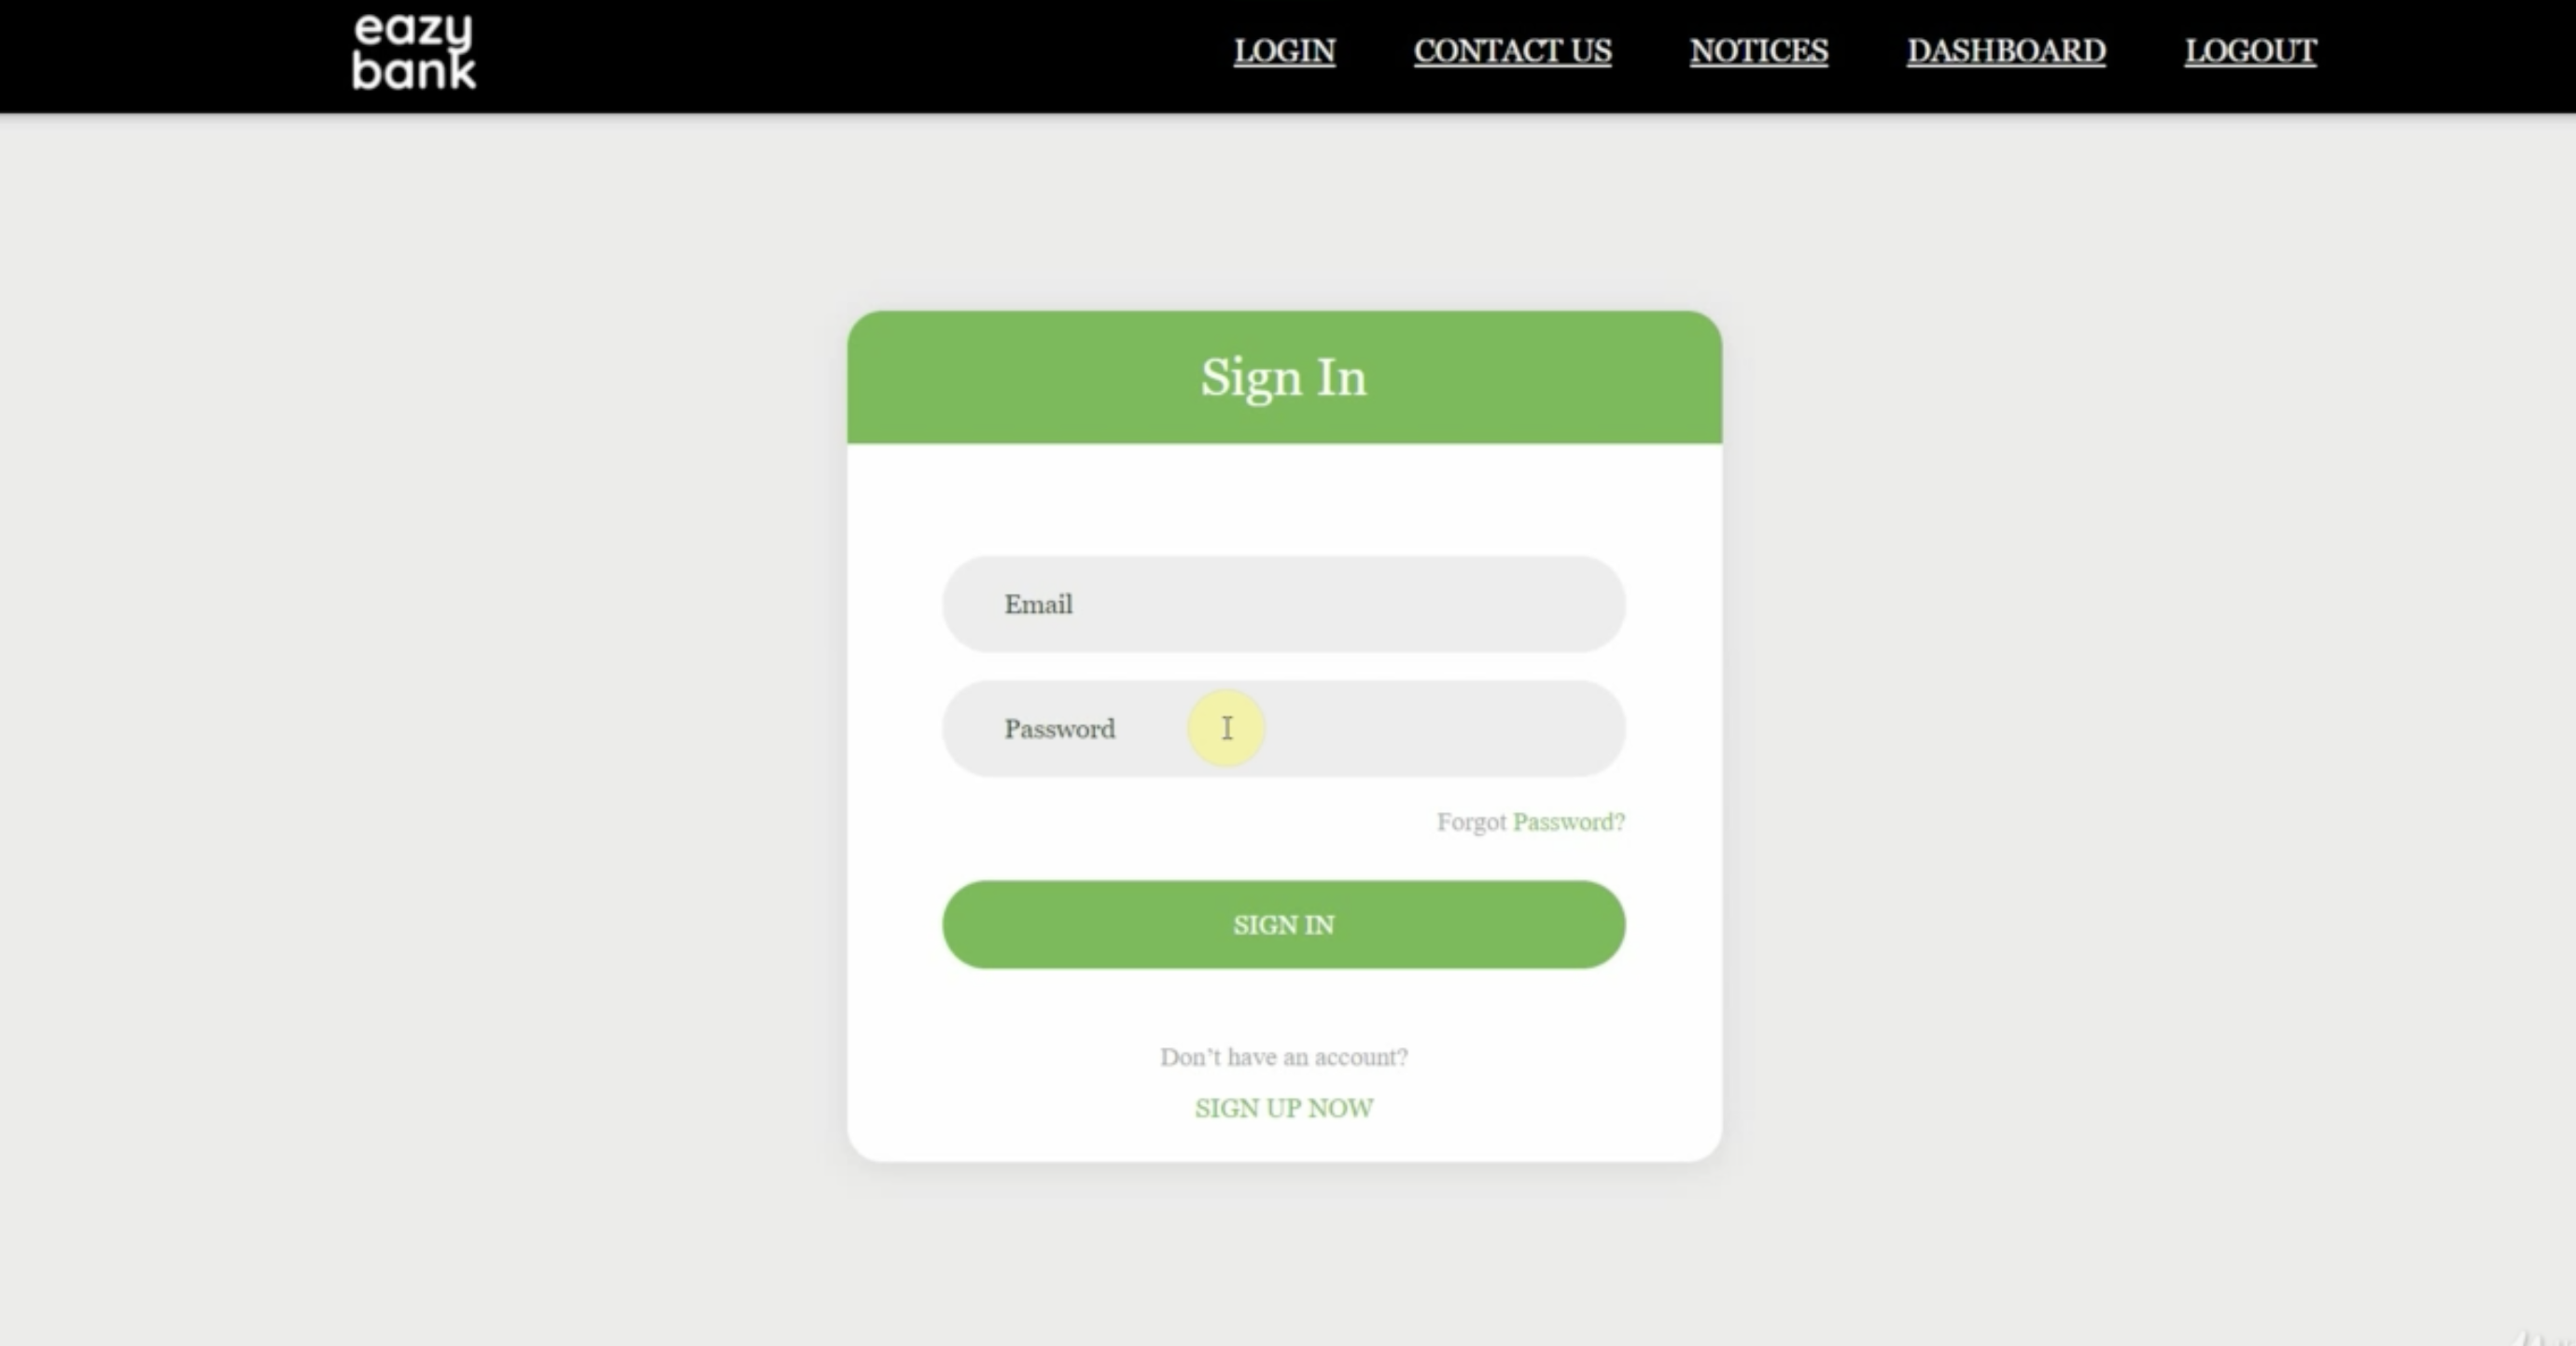 eazy
bank
LOGIN CONTACT US NOTICES DASHBOARD LOGOUT
Sign In
Email
Password
Forgot Password?
SIGN IN
Don’t have an account?
SIGN UP NOW